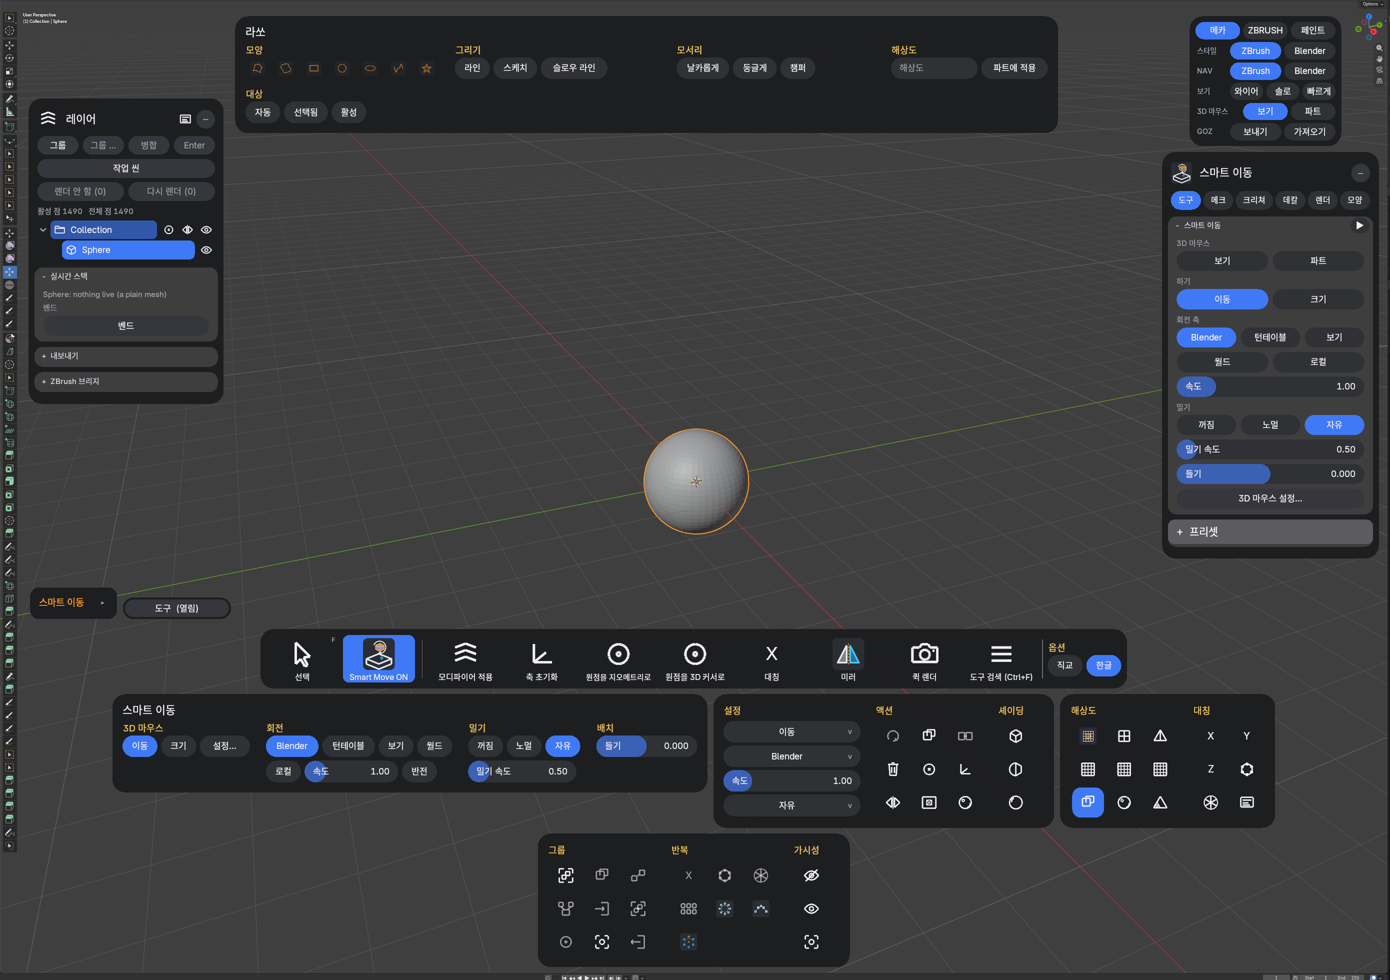 User Perspective
(1) Collection | Sphere
Options
라쏘
모양
그리기
라인 스케치 슬로우 라인
모서리
날카롭게 둥글게 챔퍼
해상도
해상도 파트에 적용
대상
자동 선택됨 활성
메카 ZBRUSH 페인트
스타일 ZBrush Blender
NAV ZBrush Blender
보기 와이어 솔로 빠르게
3D 마우스 보기 파트
GOZ 보내기 가져오기
레이어
그룹 그룹 ... 병합 Enter
작업 씬
렌더 안 함 (0) 다시 렌더 (0)
활성 점 1490 전체 점 1490
Collection
Sphere
- 실시간 스택
Sphere: nothing live (a plain mesh)
벤드
벤드
+ 내보내기
+ ZBrush 브리지
스마트 이동
도구 메크 크리쳐 데칼 렌더 모양
- 스마트 이동
3D 마우스
보기 파트
하기
이동 크기
회전 축
Blender 턴테이블 보기
월드 로컬
속도 1.00
밀기
꺼짐 노멀 자유
밀기 속도 0.50
들기 0.000
3D 마우스 설정...
+ 프리셋
스마트 이동
도구 (열림)
F
선택
Smart Move ON
모디파이어 적용
축 초기화
원점을 지오메트리로
원점을 3D 커서로
X
대칭
미러
퀵 렌더
도구 검색 (Ctrl+F)
옵션
직교 한글
스마트 이동
3D 마우스
이동 크기 설정...
회전
Blender 턴테이블 보기 월드
로컬 속도 1.00 반전
밀기
꺼짐 노멀 자유
밀기 속도 0.50
배치
들기 0.000
설정
이동
Blender
속도 1.00
자유
액션
셰이딩
해상도
대칭
X Y
Z
그룹
반복
X
가시성
1 Start 1 End 250